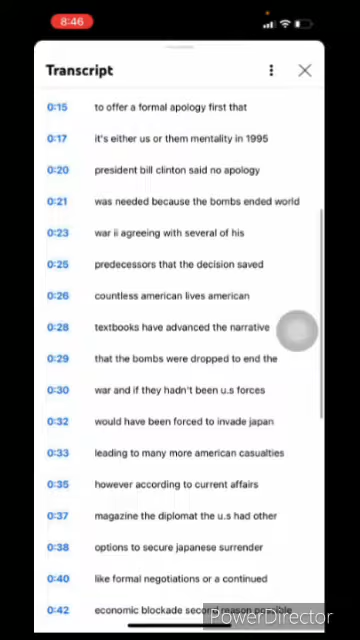 8:46
Transcript
0:15 to offer a formal apology first that
0:17 it's either us or them mentality in 1995
0:20 president bill clinton said no apology
0:21 was needed because the bombs ended world
0:23 war ii agreeing with several of his
0:25 predecessors that the decision saved
0:26 countless american lives american
0:28 textbooks have advanced the narrative
0:29 that the bombs were dropped to end the
0:30 war and if they hadn't been u.s forces
0:32 would have been forced to invade japan
0:33 leading to many more american casualties
0:35 however according to current affairs
0:37 magazine the diplomat the u.s had other
0:38 options to secure japanese surrender
0:40 like formal negotiations or a continued
0:42 economic blockade second reason possible
PowerDirector